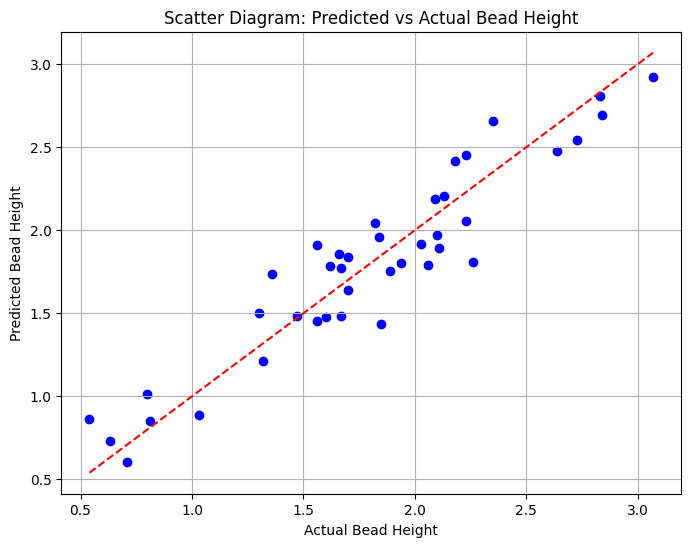 Scatter Diagram: Predicted vs Actual Bead Height
Predicted Bead Height
3.0
2.5
2.0
1.5
1.0
0.5
0.5 1.0 1.5 2.0 2.5 3.0
Actual Bead Height